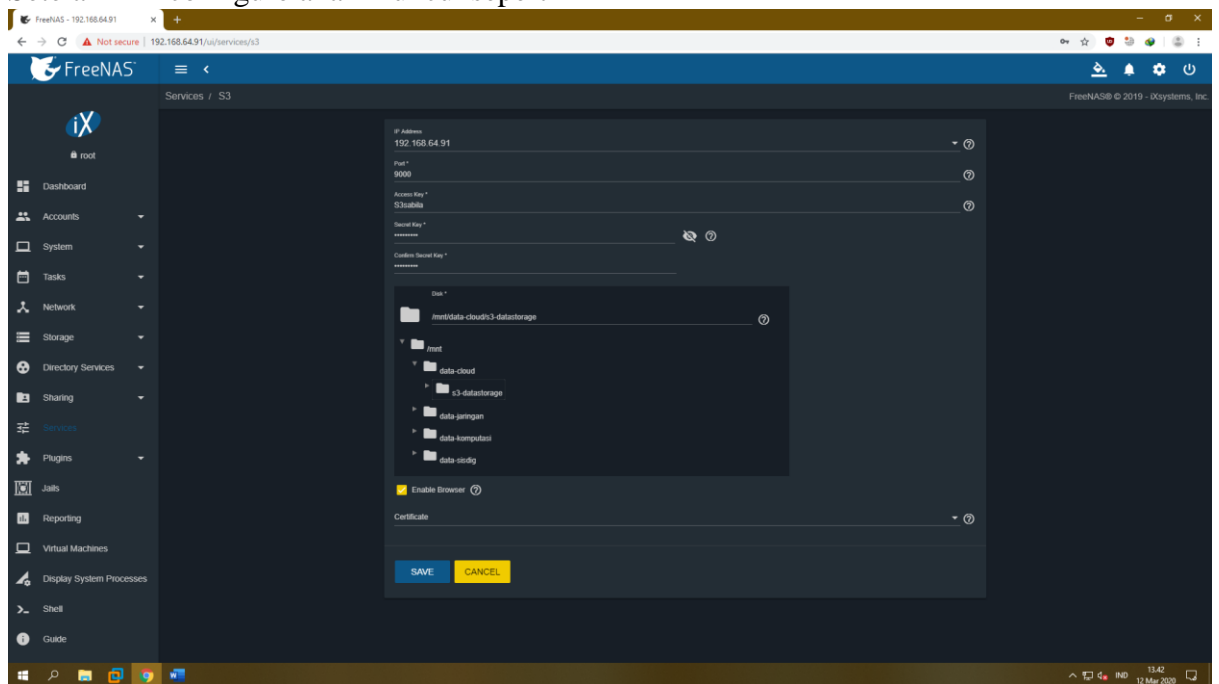 FreeNAS - 192.168.64.91
Not secure | 192.168.64.91/ui/services/s3
FreeNAS
Services / S3
FreeNAS® © 2019 - iXsystems, Inc.
iX
root
Dashboard
Accounts
System
Tasks
Network
Storage
Directory Services
Sharing
Services
Plugins
Jails
Reporting
Virtual Machines
Display System Processes
Shell
Guide
IP Address
192.168.64.91
Port *
9000
Access Key *
S3sabila
Secret Key *
•••••••••
Confirm Secret Key *
•••••••••
Disk *
/mnt/data-cloud/s3-datastorage
/mnt
data-cloud
s3-datastorage
data-jaringan
data-komputasi
data-sisdig
Enable Browser
Certificate
SAVE
CANCEL
IND
13.42
12 Mar 2020